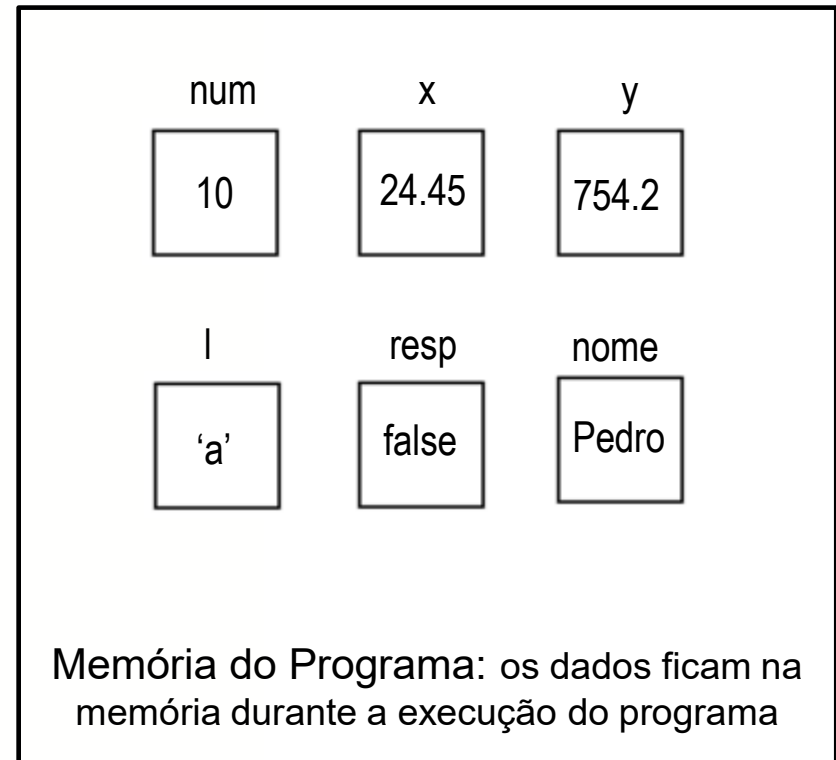 num x y
10 24.45 754.2
l resp nome
‘a’ false Pedro
Memória do Programa: os dados ficam na
memória durante a execução do programa